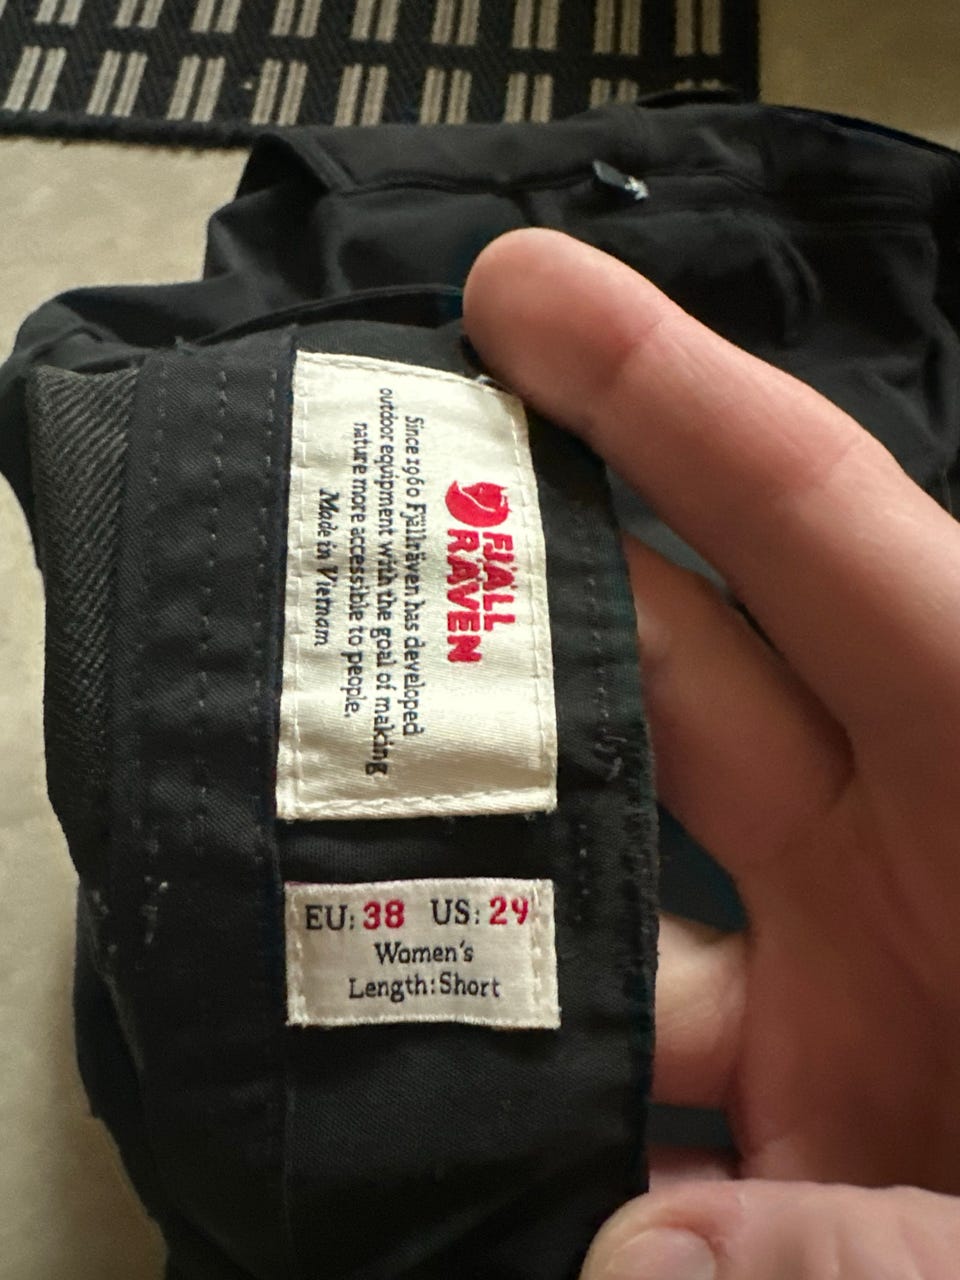 FJÄLL
RÄVEN
Since 1960 Fjällräven has developed
outdoor equipment with the goal of making
nature more accessible to people.
Made in Vietnam
EU: 38 US: 29
Women's
Length: Short